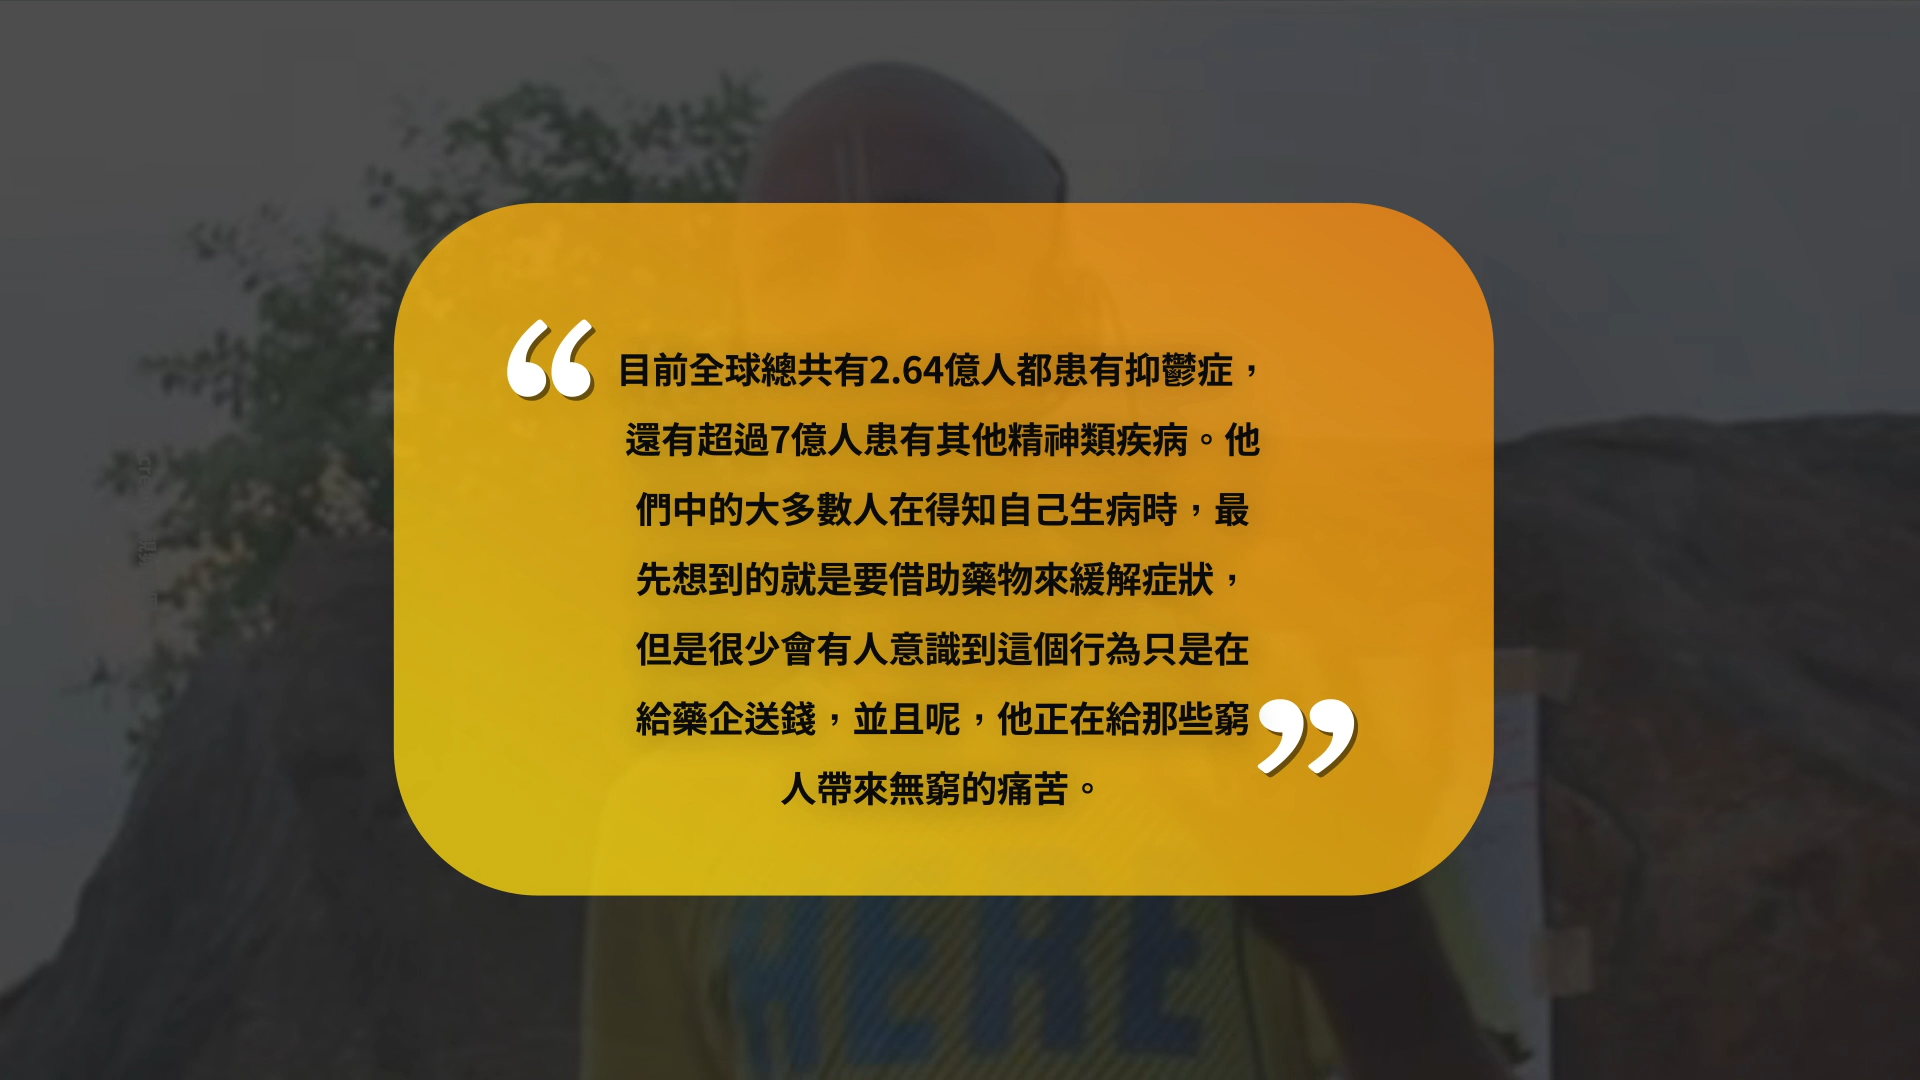 目前全球總共有2.64億人都患有抑鬱症，
還有超過7億人患有其他精神類疾病。他
們中的大多數人在得知自己生病時，最
先想到的就是要借助藥物來緩解症狀，
但是很少會有人意識到這個行為只是在
給藥企送錢，並且呢，他正在給那些窮
人帶來無窮的痛苦。
HERE